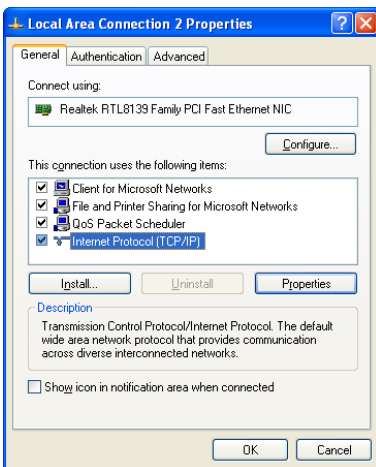 Local Area Connection 2 Properties
General Authentication Advanced
Connect using:
Realtek RTL8139 Family PCI Fast Ethernet NIC
Configure...
This connection uses the following items:
Client for Microsoft Networks
File and Printer Sharing for Microsoft Networks
QoS Packet Scheduler
Internet Protocol (TCP/IP)
Install... Uninstall Properties
Description
Transmission Control Protocol/Internet Protocol. The default
wide area network protocol that provides communication
across diverse interconnected networks.
Show icon in notification area when connected
OK Cancel